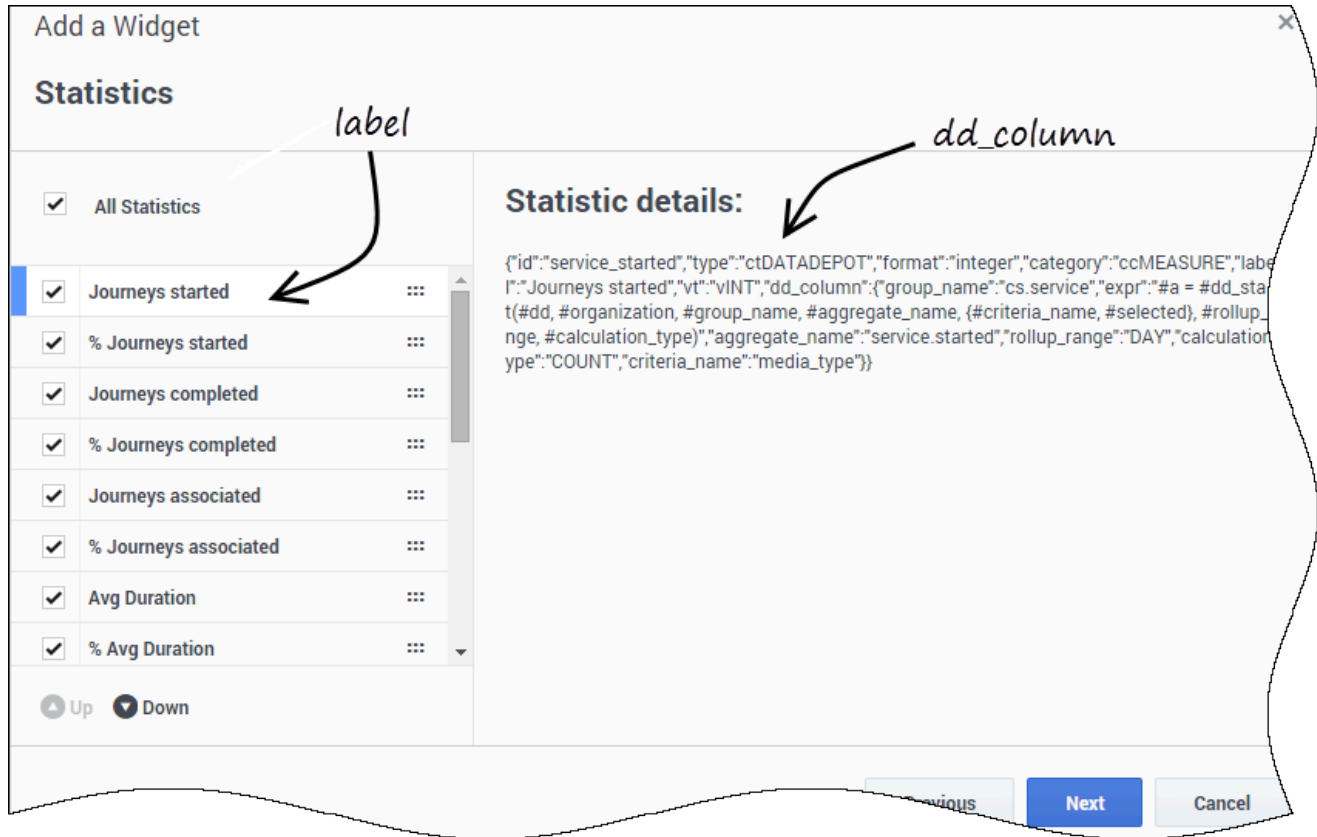 Add a Widget
Statistics
label
dd_column
All Statistics
Statistic details:
{"id":"service_started","type":"ctDATADEPOT","format":"integer","category":"ccMEASURE","labe
l":"Journeys started","vt":"vINT","dd_column":{"group_name":"cs.service","expr":"#a = #dd_sta
t(#dd, #organization, #group_name, #aggregate_name, {#criteria_name, #selected}, #rollup_
nge, #calculation_type)","aggregate_name":"service.started","rollup_range":"DAY","calculation
ype":"COUNT","criteria_name":"media_type"}}
Journeys started
% Journeys started
Journeys completed
% Journeys completed
Journeys associated
% Journeys associated
Avg Duration
% Avg Duration
Up Down
Previous Next Cancel